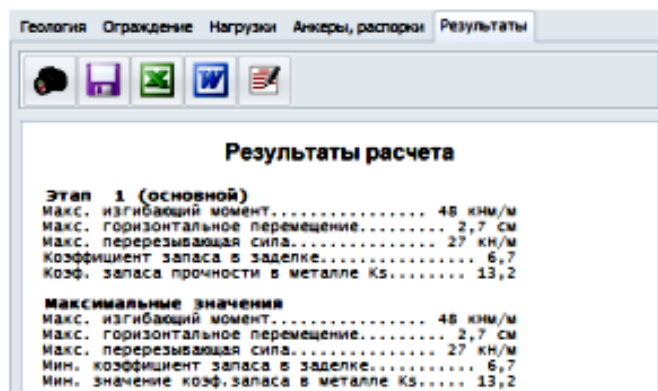 Геология Ограждение Нагрузки Анкеры, распорки Результаты
Результаты расчета
Этап 1 (основной)
Макс. изгибающий момент................ 48 кНм/м
Макс. горизонтальное перемещение......... 2,7 см
Макс. перерезывающая сила............... 27 кН/м
Коэффициент запаса в заделке................ 6,7
Коэф. запаса прочности в металле Ks........ 13,2
Максимальные значения
Макс. изгибающий момент................ 48 кНм/м
Макс. горизонтальное перемещение......... 2,7 см
Макс. перерезывающая сила............... 27 кН/м
Мин. коэффициент запаса в заделке........... 6,7
Мин. значение коэф.запаса в металле Ks..... 13,2